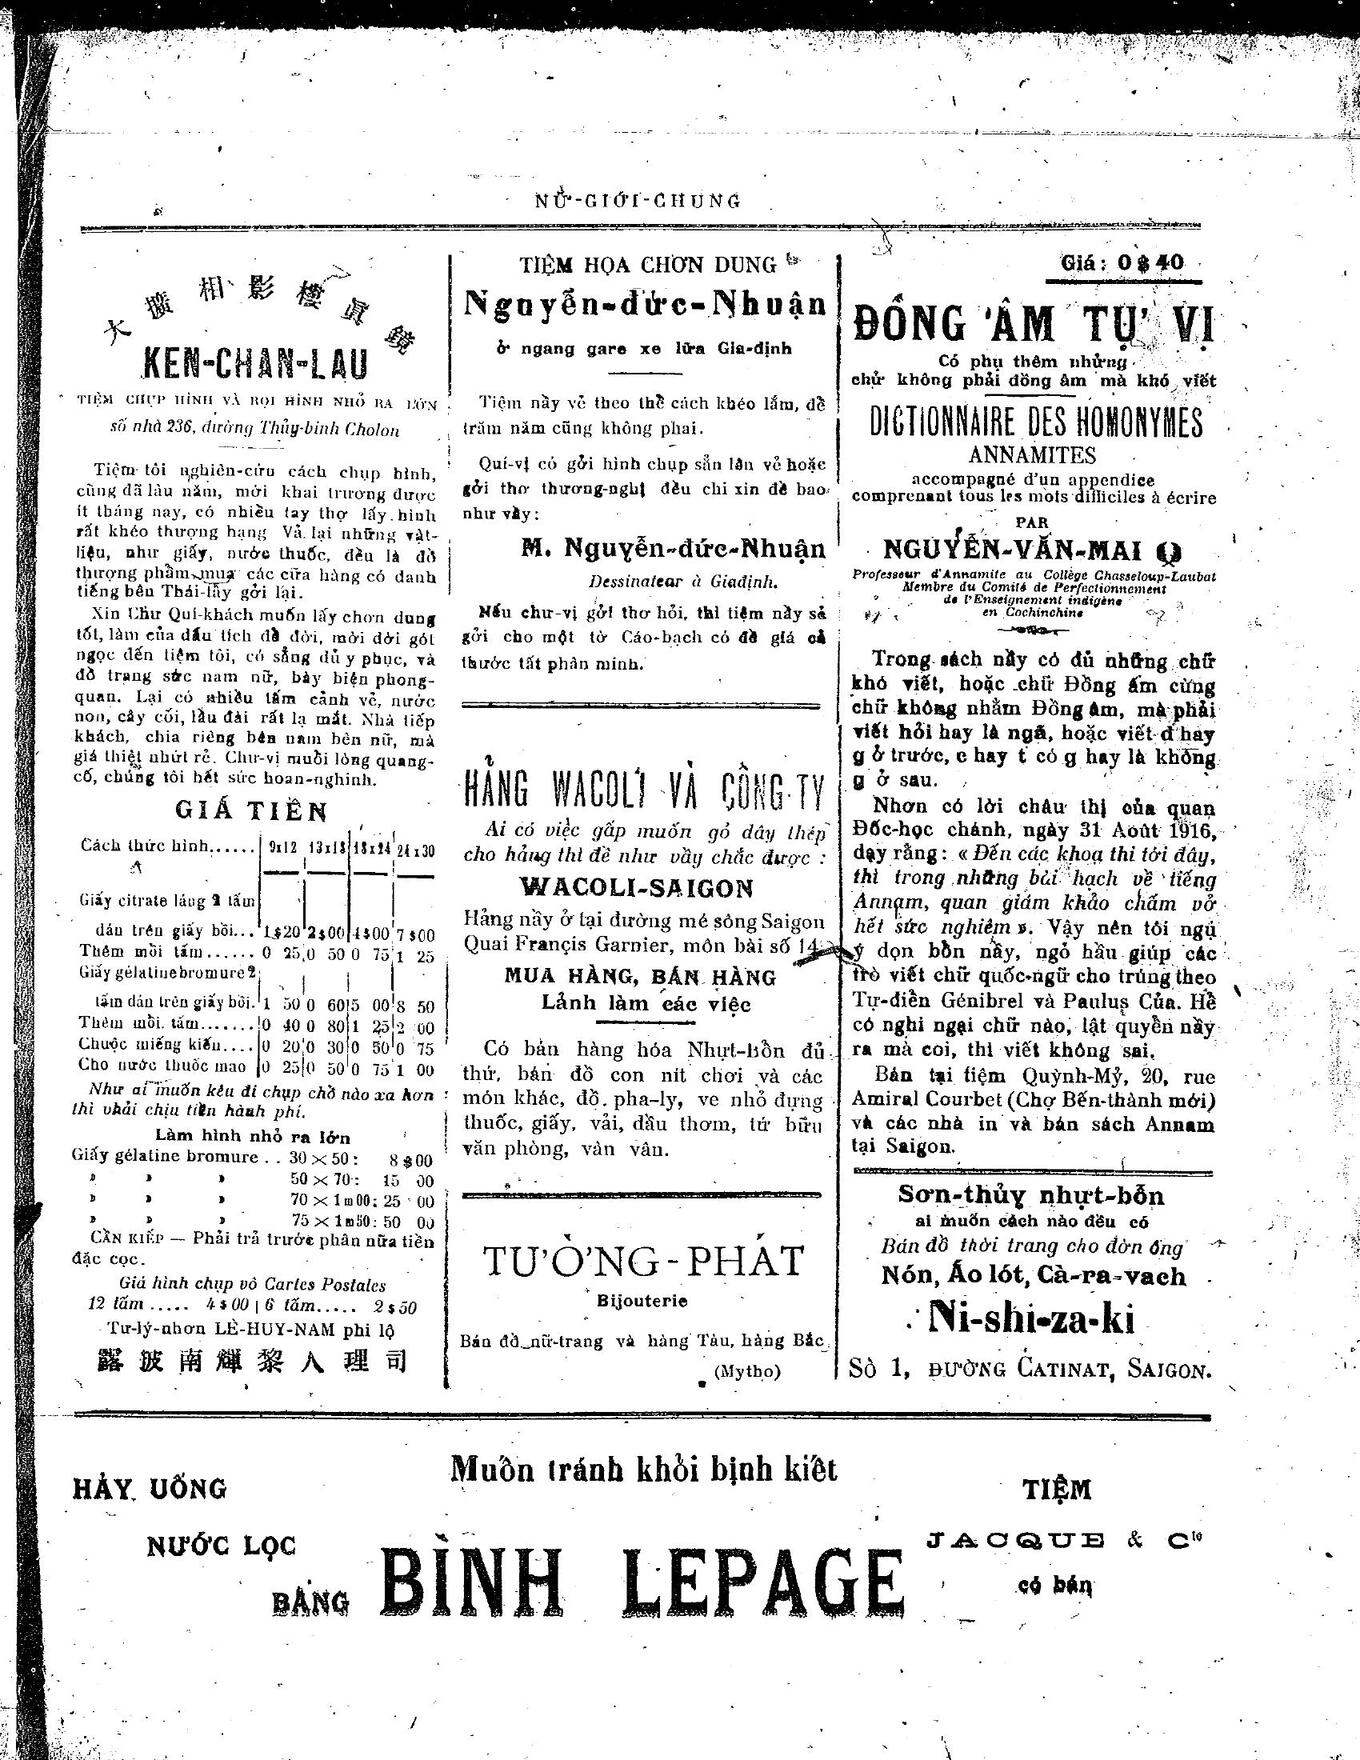 NỮ-GIỚI-CHUNG
大 擴 相 影 樓 眞 鏡
KEN-CHAN-LAU
TIỆM CHỤP HÌNH VÀ RỌI HÌNH NHỎ RA LỚN
số nhà 236, đường Thủy-binh Cholon
Tiệm tôi nghiên-cứu cách chụp hình,
cũng đã lâu năm, mới khai trương được
ít tháng nay, có nhiều tay thợ lấy hình
rất khéo thượng hạng Vả lại những vật-
liệu, như giấy, nước thuốc, đều là đồ
thượng phẩm mua các cửa hàng có danh
tiếng bên Thái-tây gởi lại.
Xin Chư Quí-khách muốn lấy chơn dung
tốt, làm của dấu tích để đời, mời dời gót
ngọc đến tiệm tôi, có sẵng đủ y phục, và
đồ trang sức nam nữ, bày biện phong-
quan. Lại có nhiều tấm cảnh vẽ, nước
non, cây cối, lầu đài rất lạ mắt. Nhà tiếp
khách, chia riêng bên nam bên nữ, mà
giá thiệt nhứt rẻ. Chư-vị muồi lòng quang-
cố, chúng tôi hết sức hoan-nghinh.
GIÁ TIỀN
Cách thức hình...... 9x12 13x18 18x24 24x30
Giấy citrate láng 2 tấm
dán trên giấy bồi... 1$20 2$00 4$00 7$00
Thêm mỗi tấm...... 0 25 0 50 0 75 1 25
Giấy gélatine bromure 2
tấm dán trên giấy bồi. 1 50 0 60 5 00 8 50
Thêm mỗi tấm....... 0 40 0 80 1 25 2 00
Chuộc miếng kiếu.... 0 20 0 30 0 50 0 75
Cho nước thuốc mao 0 25 0 50 0 75 1 00
Như ai muốn kêu đi chụp chỗ nào xa hơn
thì phải chịu tiền hành phí.
Làm hình nhỏ ra lớn
Giấy gélatine bromure . . 30 × 50 : 8 $ 00
» » » 50 × 70 : 15 00
» » » 70 × 1m00 : 25 00
» » » 75 × 1m50 : 50 00
CẦN KIẾP — Phải trả trước phân nửa tiền
đặc cọc.
Giá hình chụp vô Cartes Postales
12 tấm ..... 4$00 | 6 tấm..... 2$50
Tư-lý-nhơn LÊ-HUY-NAM phi lộ
露 披 南 輝 黎 人 理 司
TIỆM HỌA CHƠN DUNG
Nguyễn-đức-Nhuận
ở ngang gare xe lửa Gia-định
Tiệm nầy vẽ theo thể cách khéo lắm, để
trăm năm cũng không phai.
Quí-vị có gởi hình chụp sẵn lên vẽ hoặc
gởi thơ thương-nghị đều chi xin đề bao
như vầy:
M. Nguyễn-đức-Nhuận
Dessinateur à Giadịnh.
Nếu chư-vị gởi thơ hỏi, thì tiệm nầy sẻ
gởi cho một tờ Cáo-bạch có đề giá cả
thước tất phân minh.
HẢNG WACOLI VÀ CÔNG TY
Ai có việc gấp muốn gỏ dây thép
cho hảng thì đề như vầy chắc được :
WACOLI-SAIGON
Hảng nầy ở tại đường mé sông Saigon
Quai Françis Garnier, môn bài số 14
MUA HÀNG, BÁN HÀNG
Lảnh làm các việc
Có bán hàng hóa Nhựt-bổn đủ
thứ, bán đồ con nít chơi và các
món khác, đồ pha-ly, ve nhỏ đựng
thuốc, giấy, vải, dầu thơm, tứ bửu
văn phòng, vàn vân.
TƯỜNG-PHÁT
Bijouterie
Bán đồ nữ-trang và hàng Tàu, hàng Bắc
(Mytho)
Giá : 0 $ 40
ĐỒNG ÂM TỰ VỊ
Có phụ thêm những
chữ không phải đồng âm mà khó viết
DICTIONNAIRE DES HOMONYMES
ANNAMITES
accompagné d'un appendice
comprenant tous les mots difficiles à écrire
PAR
NGUYỄN-VĂN-MAI
Professeur d'Annamite au Collège Chasseloup-Laubat
Membre du Comité de Perfectionnement
de l'Enseignement indigène
en Cochinchine
Trong sách nầy có đủ những chữ
khó viết, hoặc chữ Đồng âm cùng
chữ không nhằm Đồng âm, mà phải
viết hỏi hay là ngã, hoặc viết d hay
g ở trước, c hay t có g hay là không
g ở sau.
Nhơn có lời châu thị của quan
Đốc-học chánh, ngày 31 Août 1916,
dạy rằng : « Đến các khoạ thi tới đây,
thì trong những bài hạch về tiếng
Annam, quan giám khảo chấm vở
hết sức nghiêm ». Vậy nên tôi ngụ
ý dọn bổn nầy, ngỏ hầu giúp các
trò viết chữ quốc-ngữ cho trúng theo
Tự-điển Génibrel và Paulus Của. Hễ
có nghi ngại chữ nào, lật quyển nầy
ra mà coi, thì viết không sai.
Bán tại tiệm Quỳnh-Mỹ, 20, rue
Amiral Courbet (Chợ Bến-thành mới)
và các nhà in và bán sách Annam
tại Saigon.
Sơn-thủy nhựt-bổn
ai muốn cách nào đều có
Bán đồ thời trang cho đờn ông
Nón, Áo lót, Cà-ra-vach
Ni-shi-za-ki
Số 1, ĐƯỜNG CATINAT, SAIGON.
Muốn tránh khỏi bịnh kiết
HÃY UỐNG
NƯỚC LỌC
BẰNG
BÌNH LEPAGE
TIỆM
JACQUE & Cie
có bán